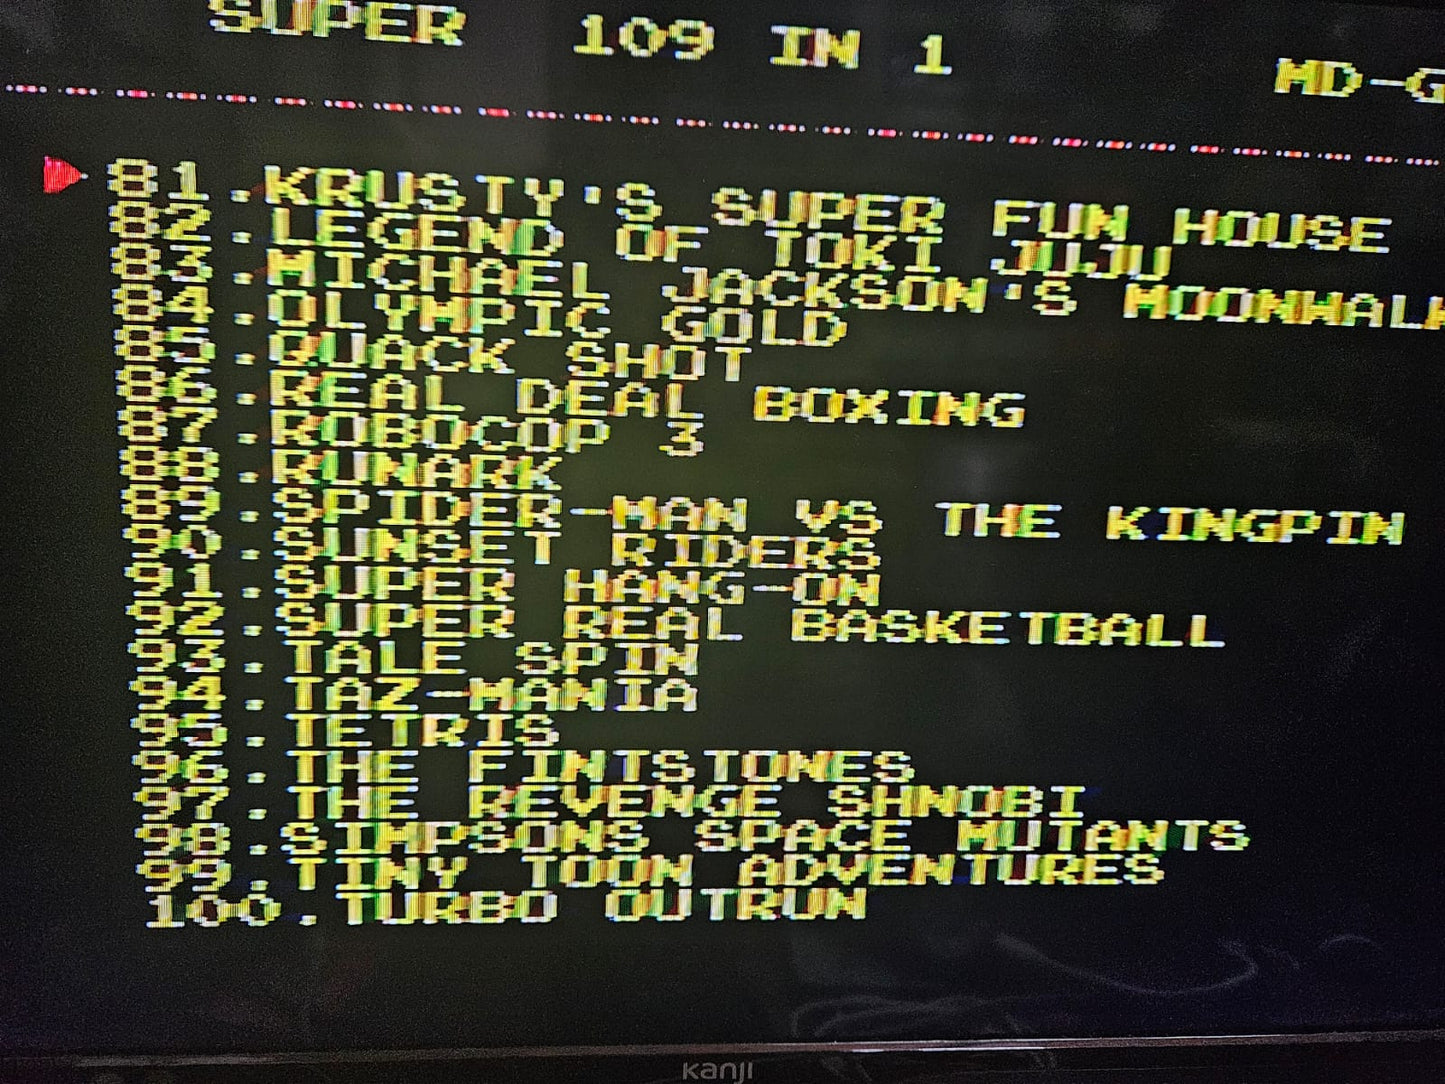 SUPER 109 IN 1
MD-G
81.KRUSTY'S SUPER FUN HOUSE
82.LEGEND OF TOKI JUJU
83.MICHAEL JACKSON'S MOONWALK
84.OLYMPIC GOLD
85.QUACK SHOT
86.REAL DEAL BOXING
87.ROBOCOP 3
88.RUNARK
89.SPIDER-MAN VS THE KINGPIN
90.SUNSET RIDERS
91.SUPER HANG-ON
92.SUPER REAL BASKETBALL
93.TALE SPIN
94.TAZ-MANIA
95.TETRIS
96.THE FINTSTONES
97.THE REVENGE SHNOBI
98.SIMPSONS SPACE MUTANTS
99.TINY TOON ADVENTURES
100.TURBO OUTRUN
Kanji